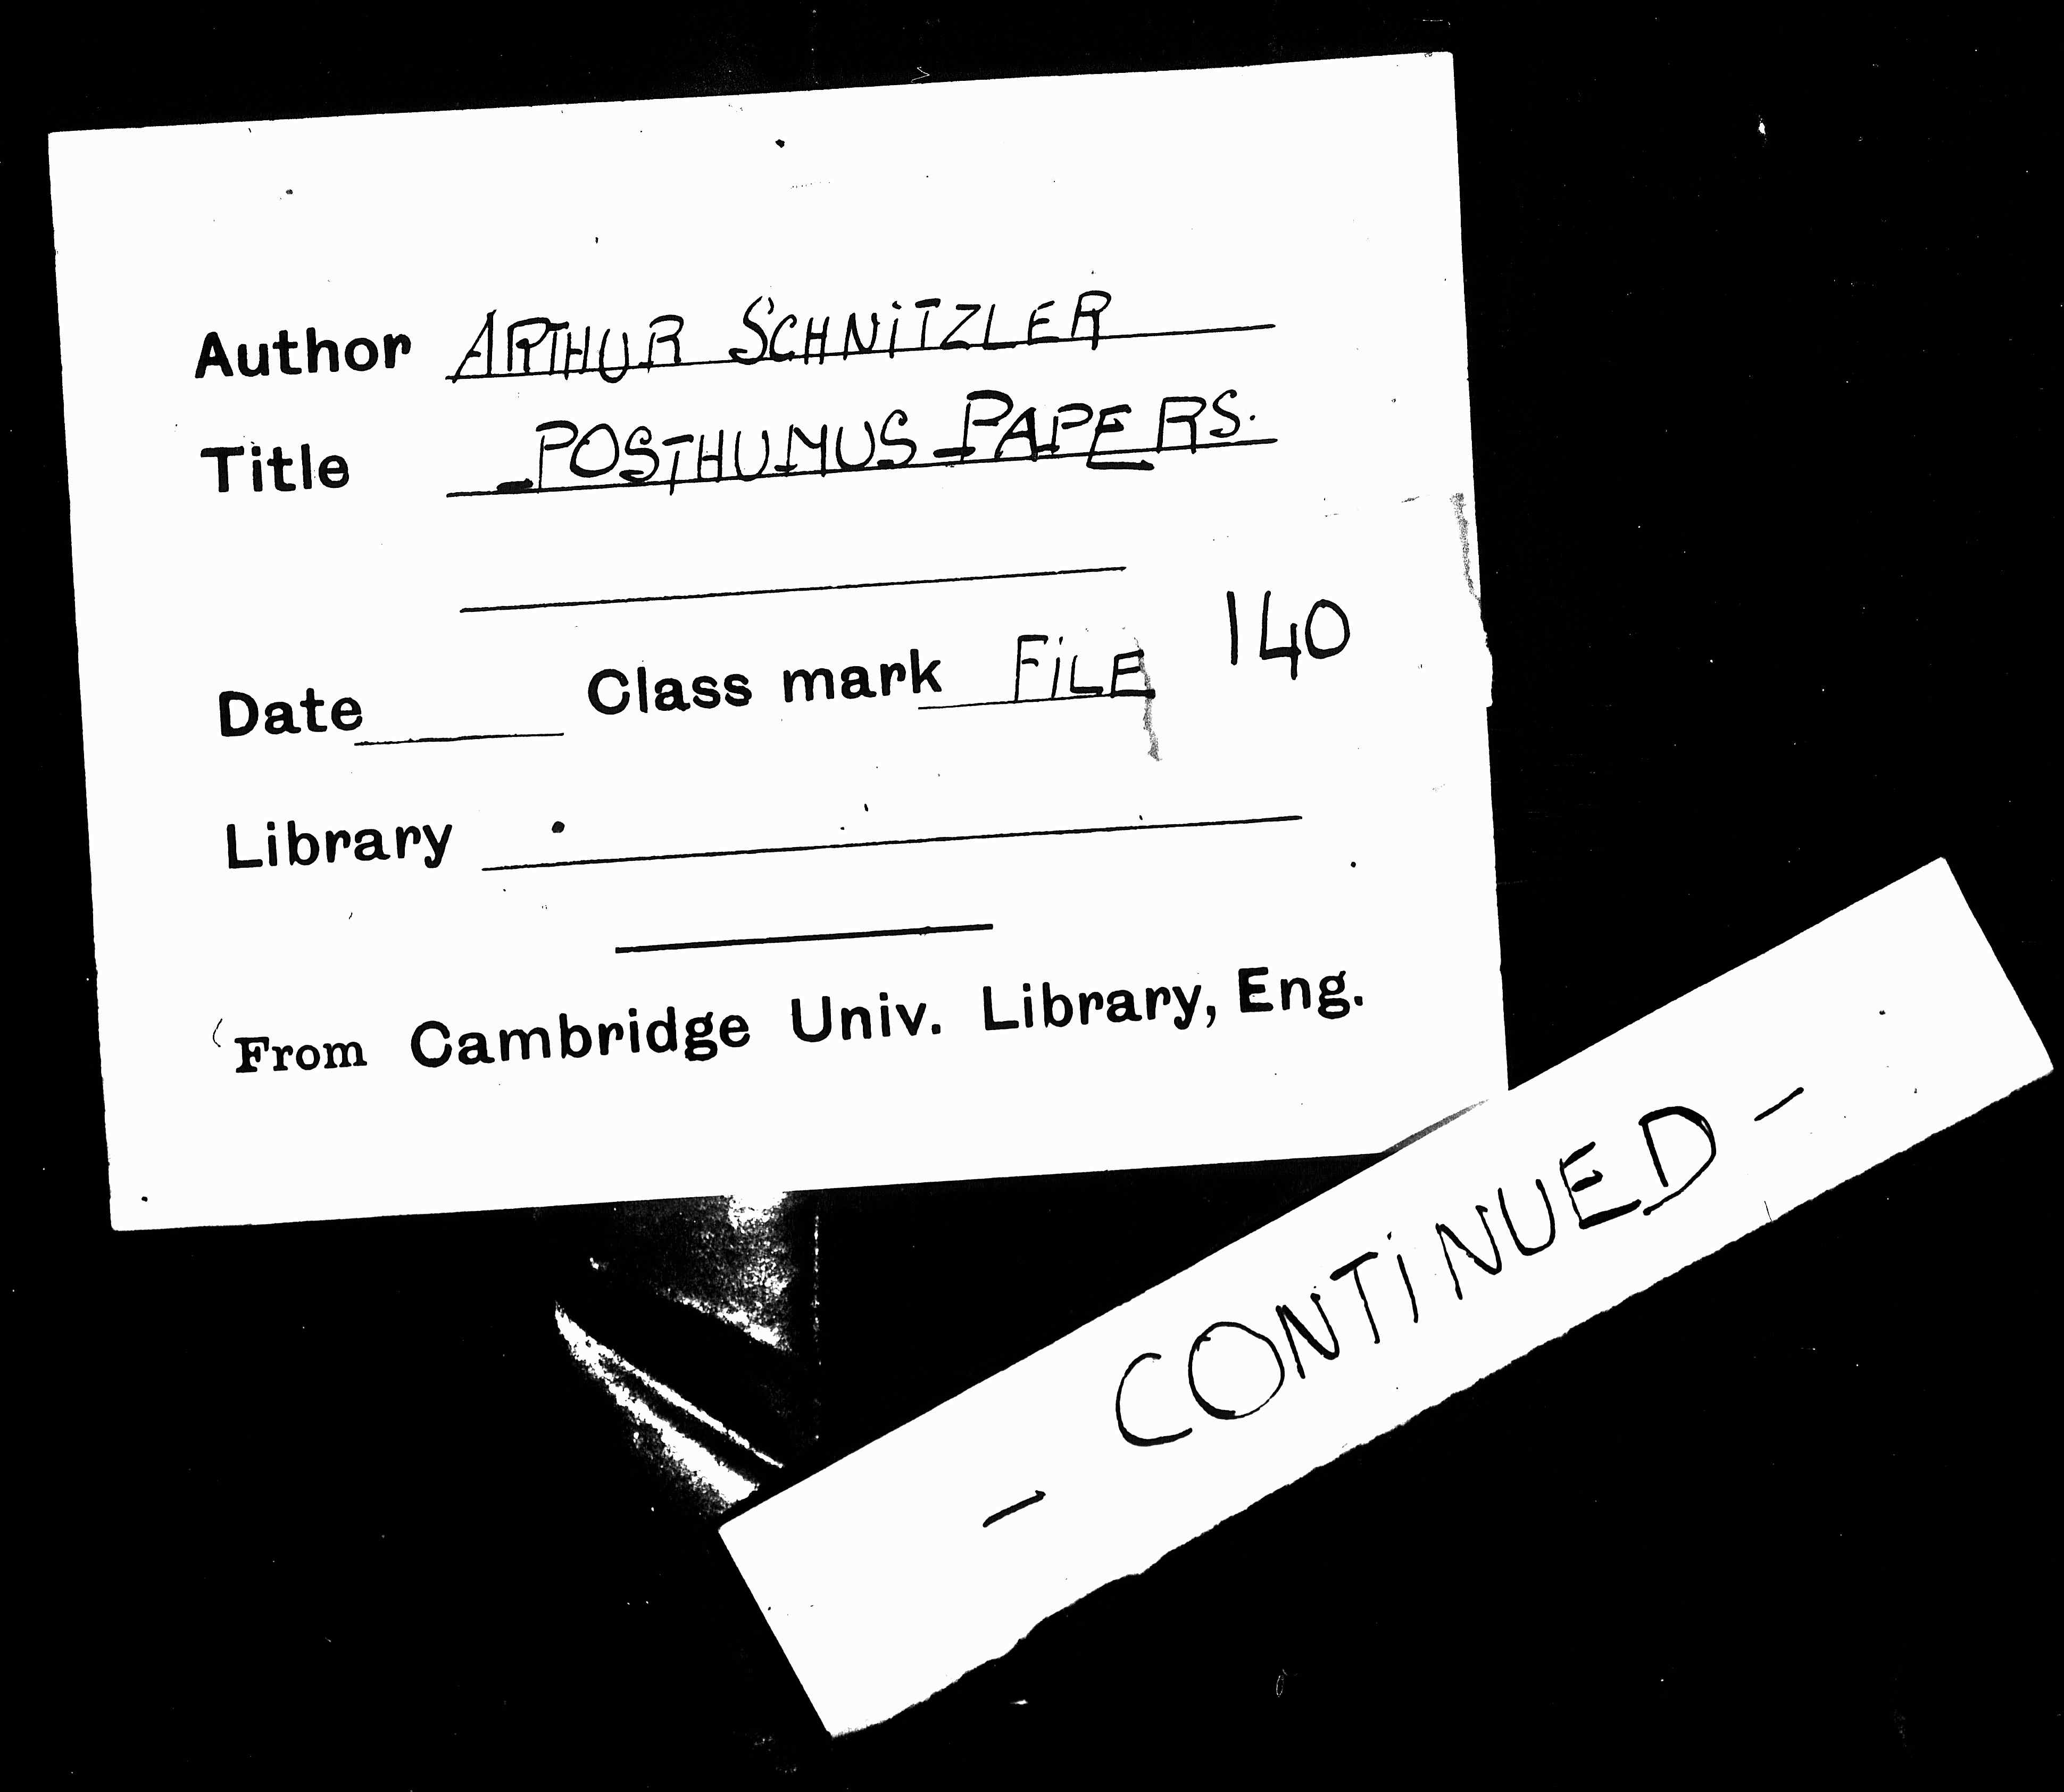 Author ARTHUR SCHNiTZLER
Title POSTHUMUS PAPERS.
Date Class mark FiLE 140
Library
From Cambridge Univ. Library, Eng.
- CONTiNUED -